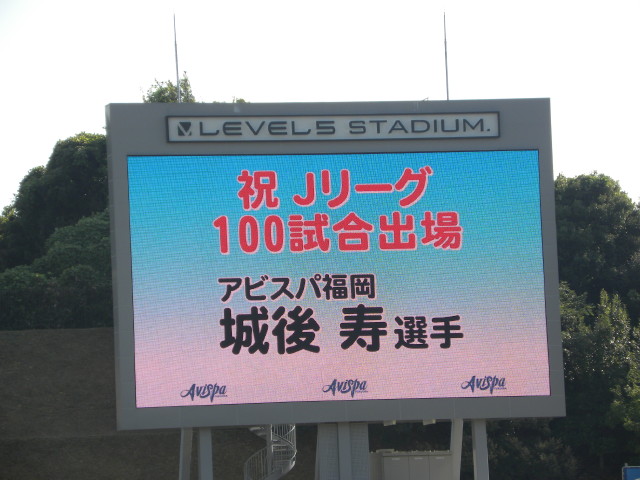 LEVEL5 STADIUM.
祝 Jリーグ
100試合出場
アビスパ福岡
城後 寿選手
Avispa Avispa Avispa